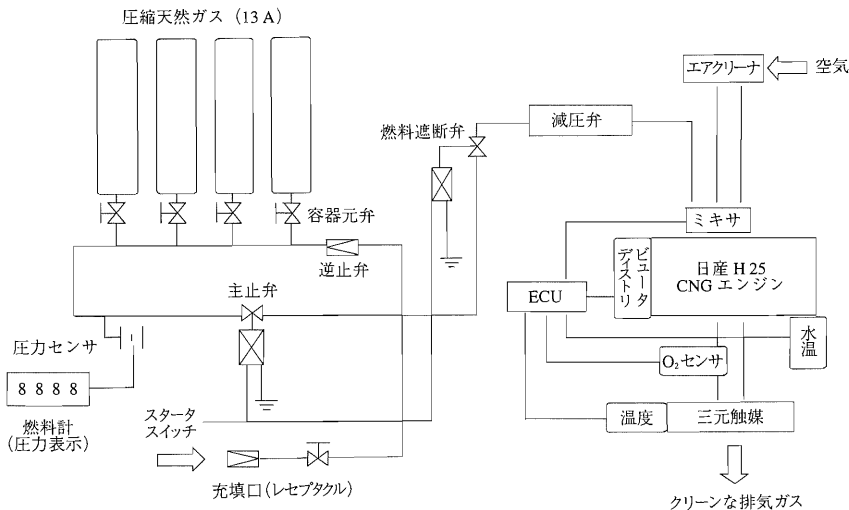 圧縮天然ガス(13A)
エアクリーナ
空気
燃料遮断弁
減圧弁
容器元弁
ミキサ
逆止弁
主止弁
ECU
ディストリ
ビュータ
日産 H 25
CNG エンジン
水温
圧力センサ
O₂センサ
8 8 8 8
燃料計
(圧力表示)
スタータ
スイッチ
温度
三元触媒
充填口(レセプタクル)
クリーンな排気ガス